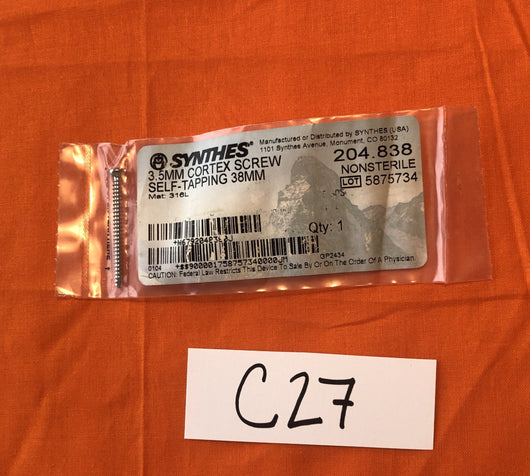 SYNTHES®
Manufactured or Distributed by SYNTHES (USA)
1101 Synthes Avenue, Monument, CO 80132
3.5MM CORTEX SCREW
SELF-TAPPING 38MM
Mat: 316L
204.838
NONSTERILE
LOT 5875734
Qty: 1
GP2434
0104
CAUTION: Federal Law Restricts This Device To Sale By or On The Order Of A Physician.
C27